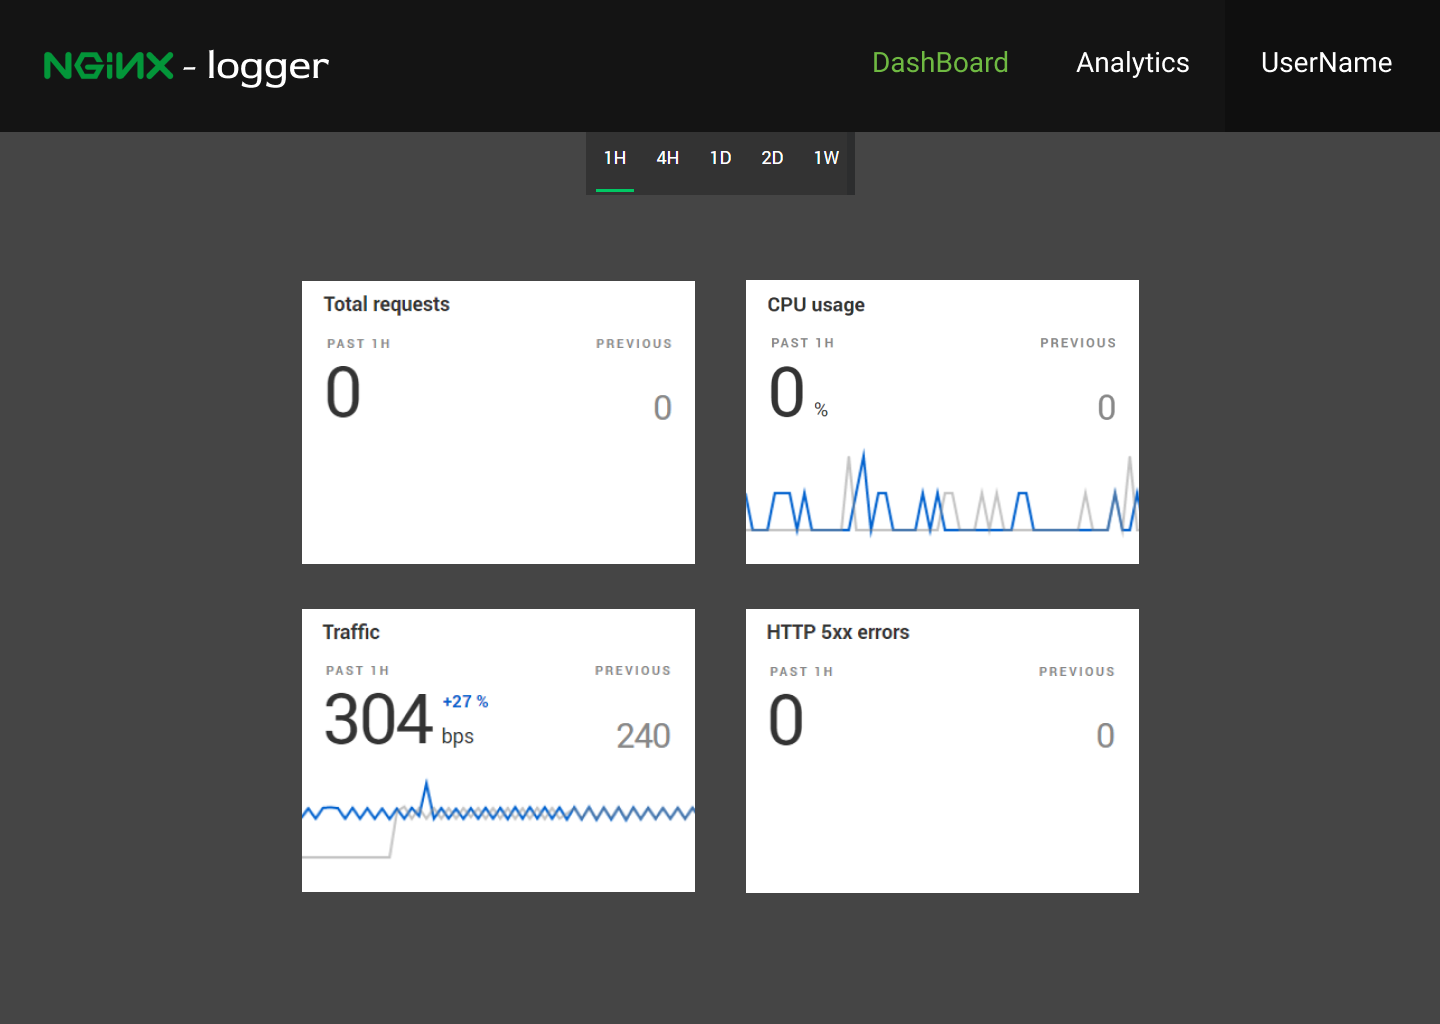 NGINX - logger
DashBoard Analytics UserName
1H 4H 1D 2D 1W
Total requests
PAST 1H PREVIOUS
0 0
CPU usage
PAST 1H PREVIOUS
0 % 0
Traffic
PAST 1H PREVIOUS
304 +27 % bps 240
HTTP 5xx errors
PAST 1H PREVIOUS
0 0